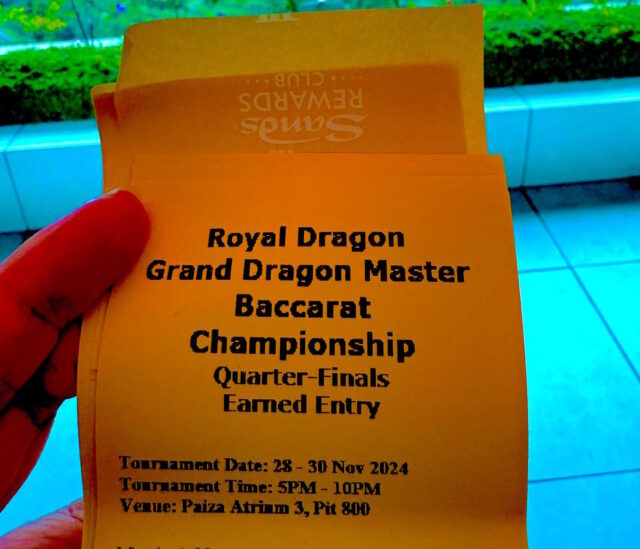 Sands
REWARDS
CLUB
Royal Dragon
Grand Dragon Master
Baccarat
Championship
Quarter-Finals
Earned Entry
Tournament Date: 28 - 30 Nov 2024
Tournament Time: 5PM - 10PM
Venue: Paiza Atrium 3, Pit 800